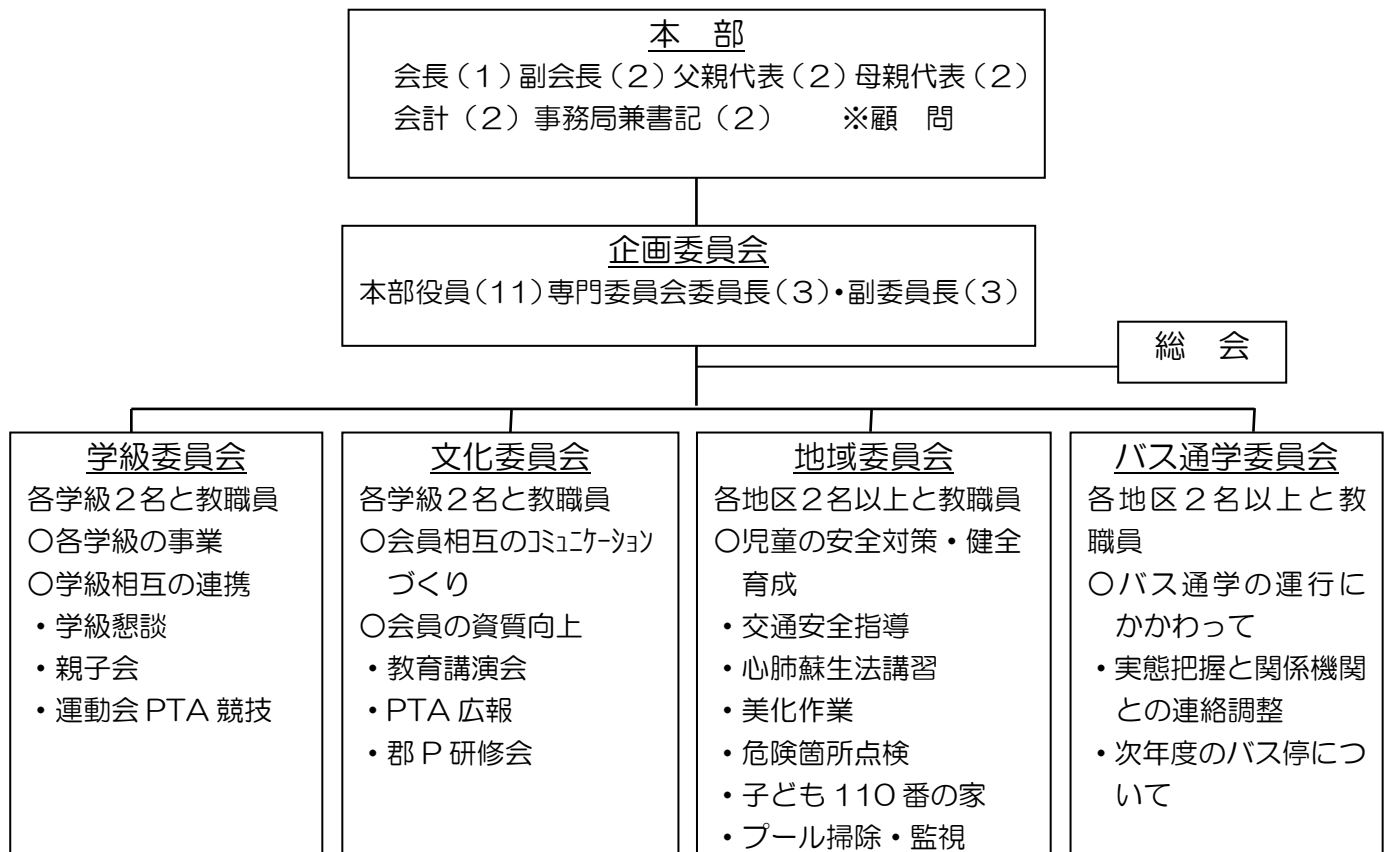 本　部
会長（１）副会長（２）父親代表（２）母親代表（２）
会計（２）事務局兼書記（２）　　※顧　問
企画委員会
本部役員（11）専門委員会委員長（３）・副委員長（３）
総　会
学級委員会
各学級２名と教職員
○各学級の事業
○学級相互の連携
・学級懇談
・親子会
・運動会 PTA 競技
文化委員会
各学級２名と教職員
○会員相互のｺﾐｭﾆｹｰｼｮﾝ
づくり
○会員の資質向上
・教育講演会
・PTA 広報
・郡 P 研修会
地域委員会
各地区２名以上と教職員
○児童の安全対策・健全
育成
・交通安全指導
・心肺蘇生法講習
・美化作業
・危険箇所点検
・子ども 110 番の家
・プール掃除・監視
バス通学委員会
各地区２名以上と教
職員
○バス通学の運行に
かかわって
・実態把握と関係機関
との連絡調整
・次年度のバス停につ
いて